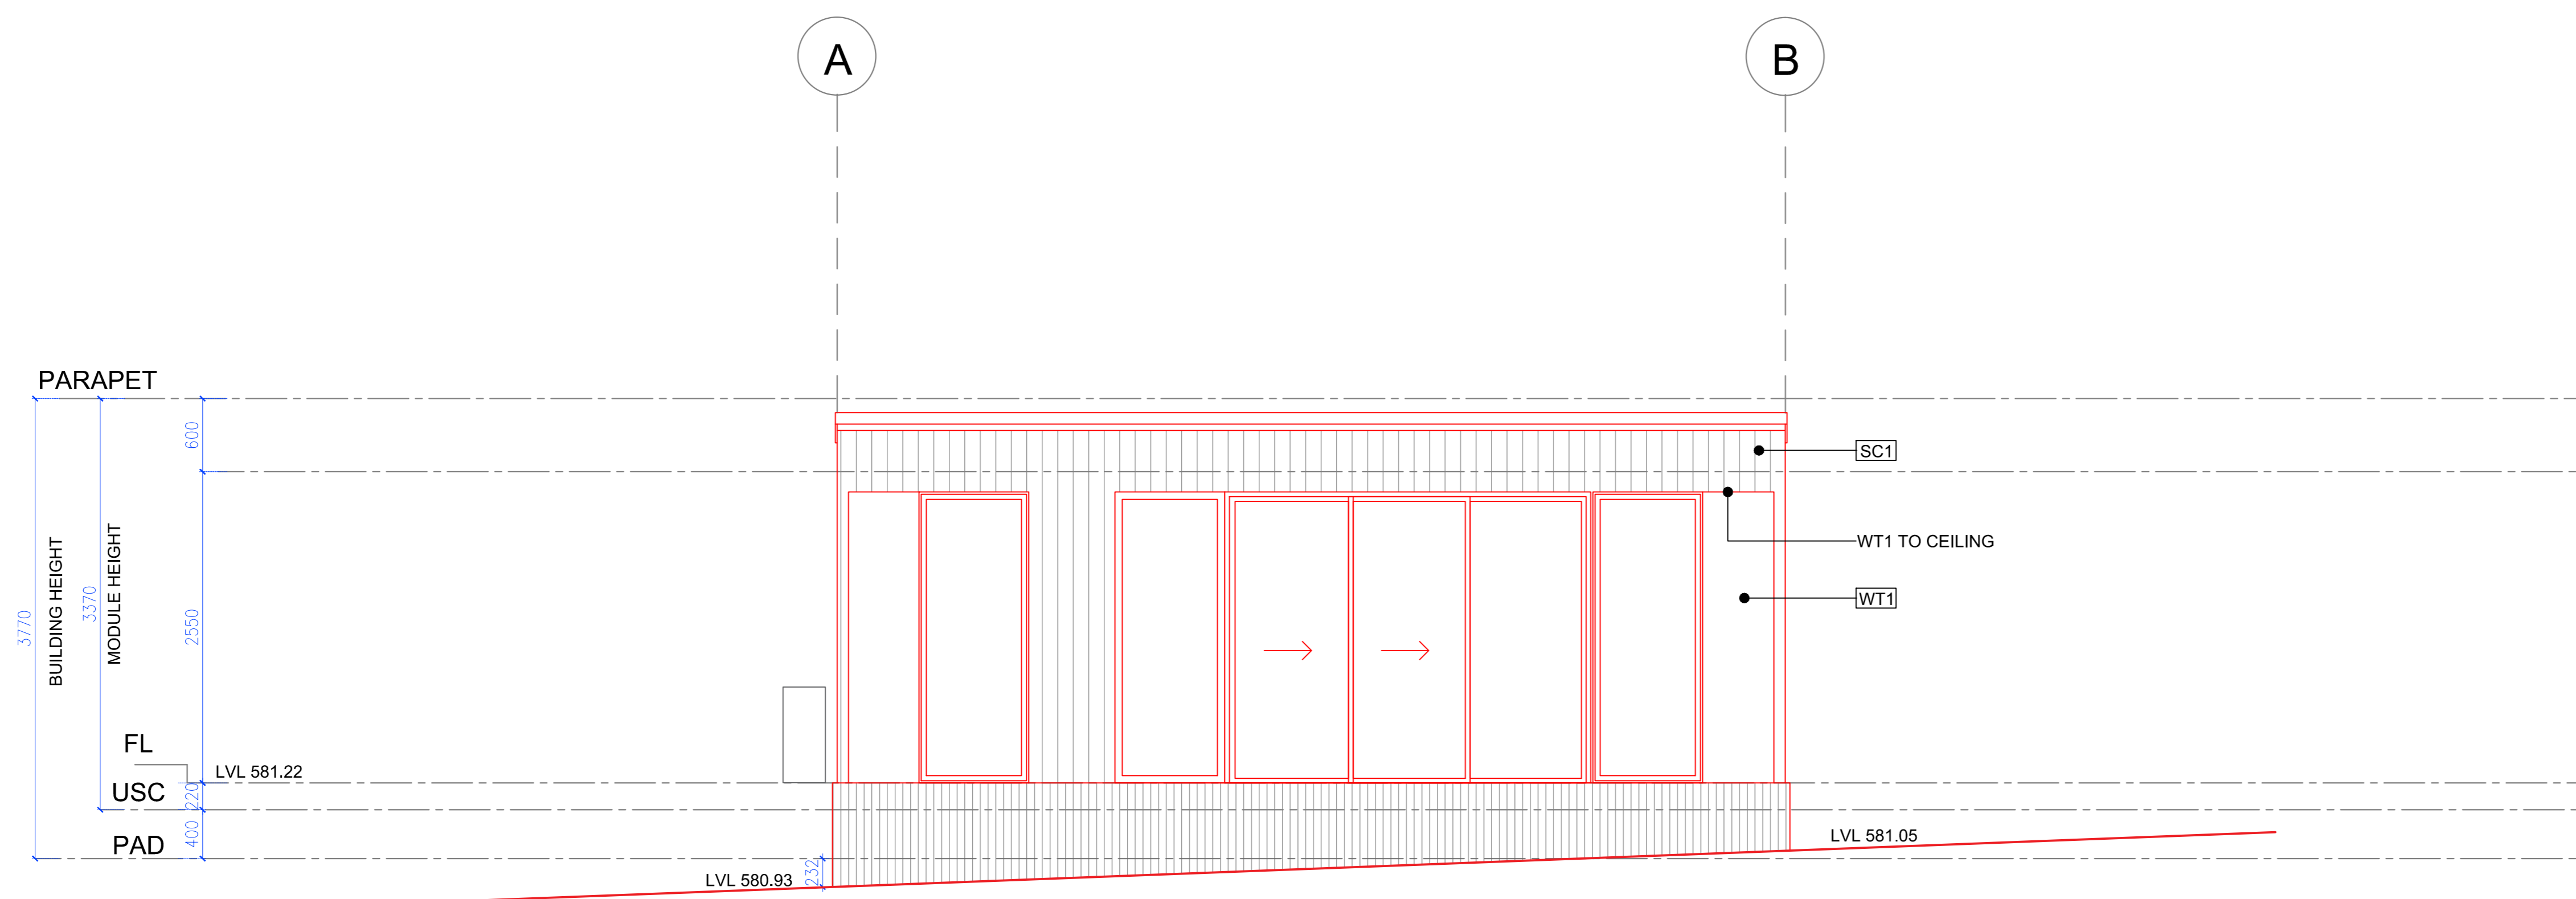 A
B
PARAPET
600
SC1
WT1 TO CEILING
3770
BUILDING HEIGHT
3370
MODULE HEIGHT
2550
WT1
FL
LVL 581.22
USC
220
400
PAD
LVL 581.05
LVL 580.93
232